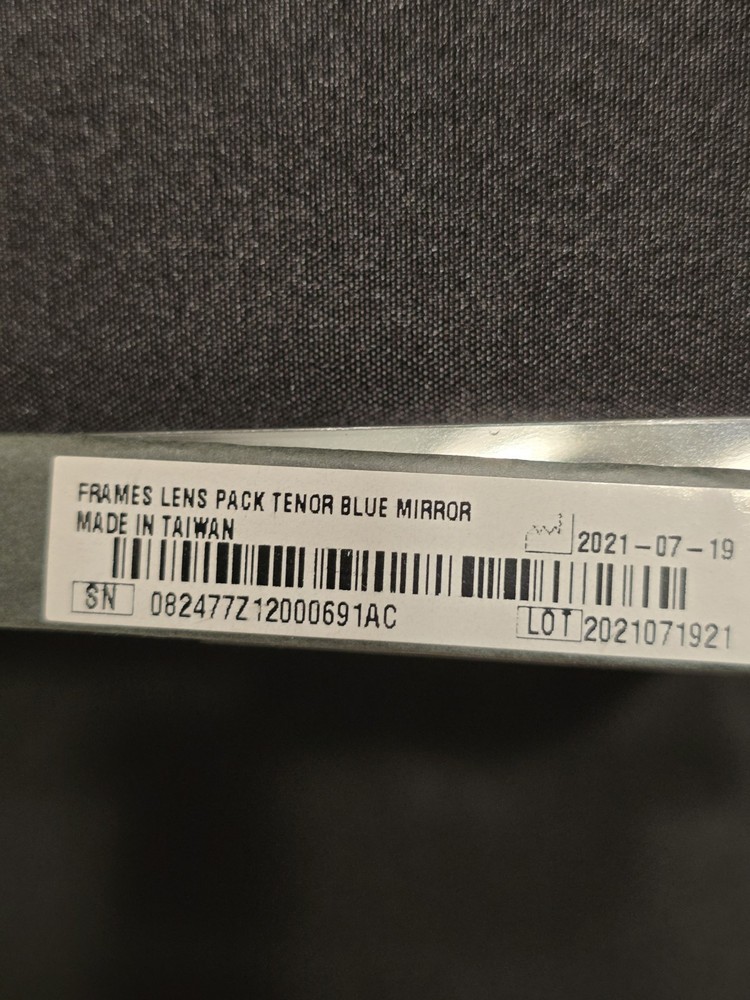 FRAMES LENS PACK TENOR BLUE MIRROR
MADE IN TAIWAN
2021-07-19
SN 082477Z12000691AC
LOT 2021071921